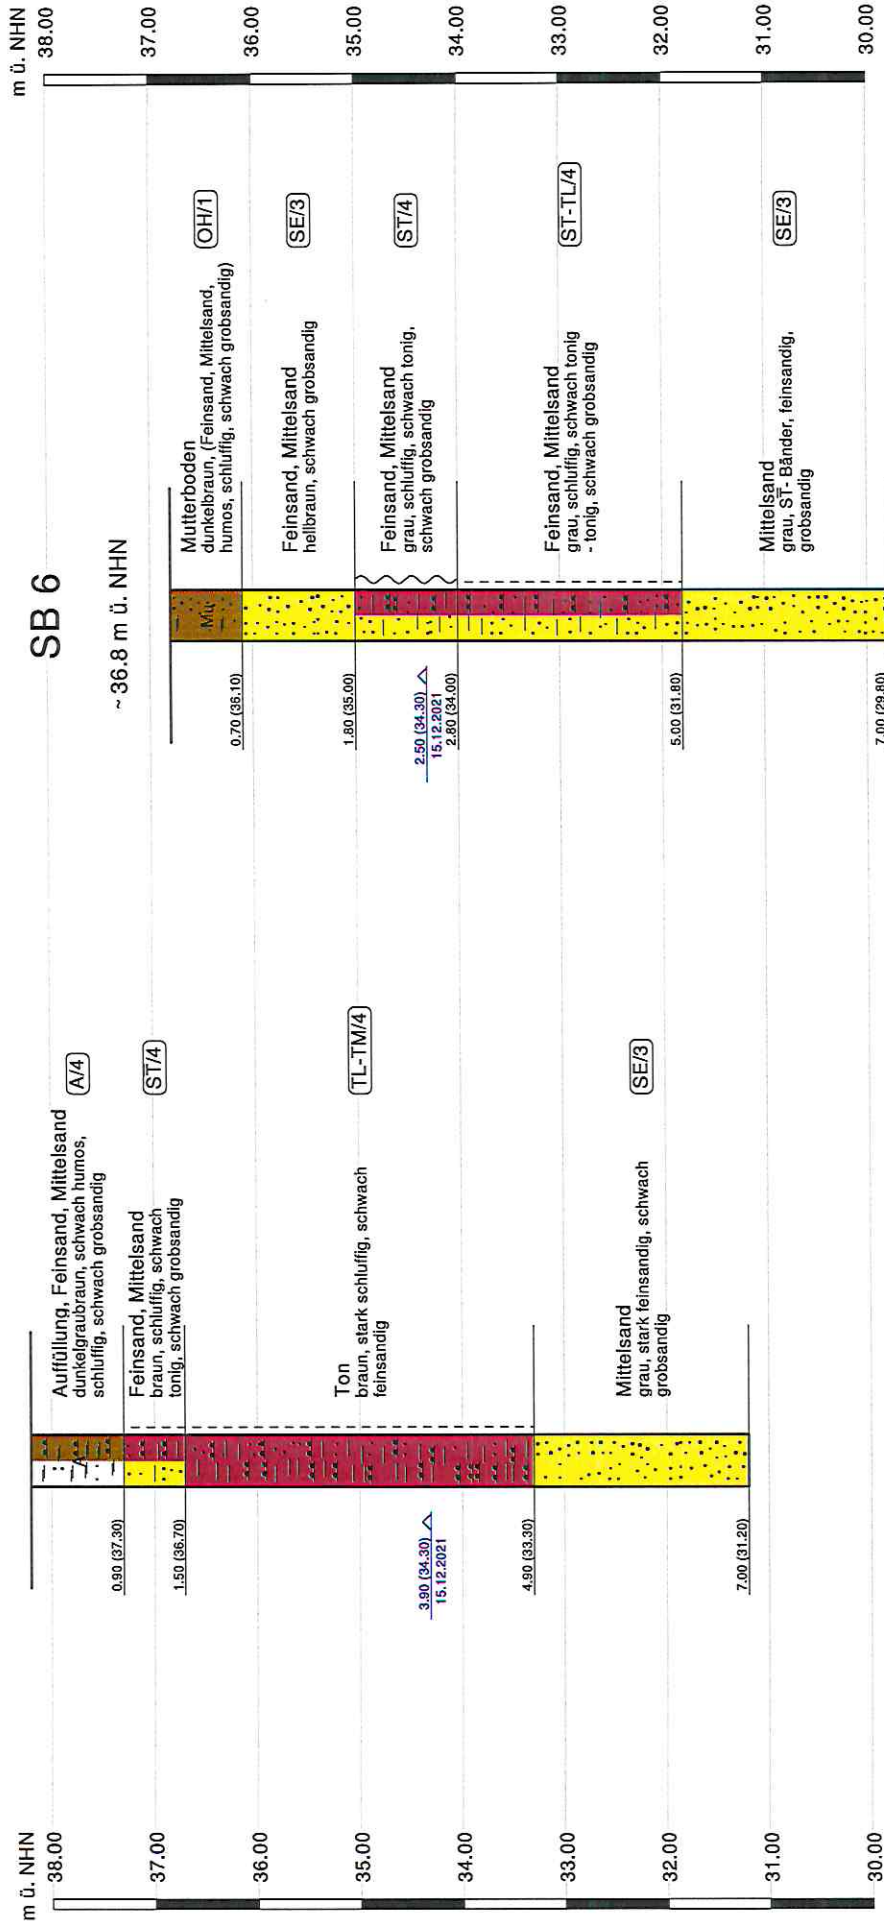 m ü. NHN
38.00
37.00
36.00
35.00
34.00
33.00
32.00
31.00
30.00
0.90 (37.30)
1.50 (36.70)
3.90 (34.30)
15.12.2021
4.90 (33.30)
7.00 (31.20)
A
Auffüllung, Feinsand, Mittelsand
dunkelgraubraun, schwach humos,
schluffig, schwach grobsandig
A/4
Feinsand, Mittelsand
braun, schluffig, schwach
tonig, schwach grobsandig
ST̅/4
Ton
braun, stark schluffig, schwach
feinsandig
TL-TM/4
Mittelsand
grau, stark feinsandig, schwach
grobsandig
SE/3
SB 6
~ 36.8 m ü. NHN
0.70 (36.10)
1.80 (35.00)
2.50 (34.30)
15.12.2021
2.80 (34.00)
5.00 (31.80)
7.00 (29.80)
Mu
Mutterboden
dunkelbraun, (Feinsand, Mittelsand,
humos, schluffig, schwach grobsandig)
OH/1
Feinsand, Mittelsand
hellbraun, schwach grobsandig
SE/3
Feinsand, Mittelsand
grau, schluffig, schwach tonig,
schwach grobsandig
ST̅/4
Feinsand, Mittelsand
grau, schluffig, schwach tonig
- tonig, schwach grobsandig
ST̅-TL/4
Mittelsand
grau, ST̅- Bänder, feinsandig,
grobsandig
SE/3
m ü. NHN
38.00
37.00
36.00
35.00
34.00
33.00
32.00
31.00
30.00